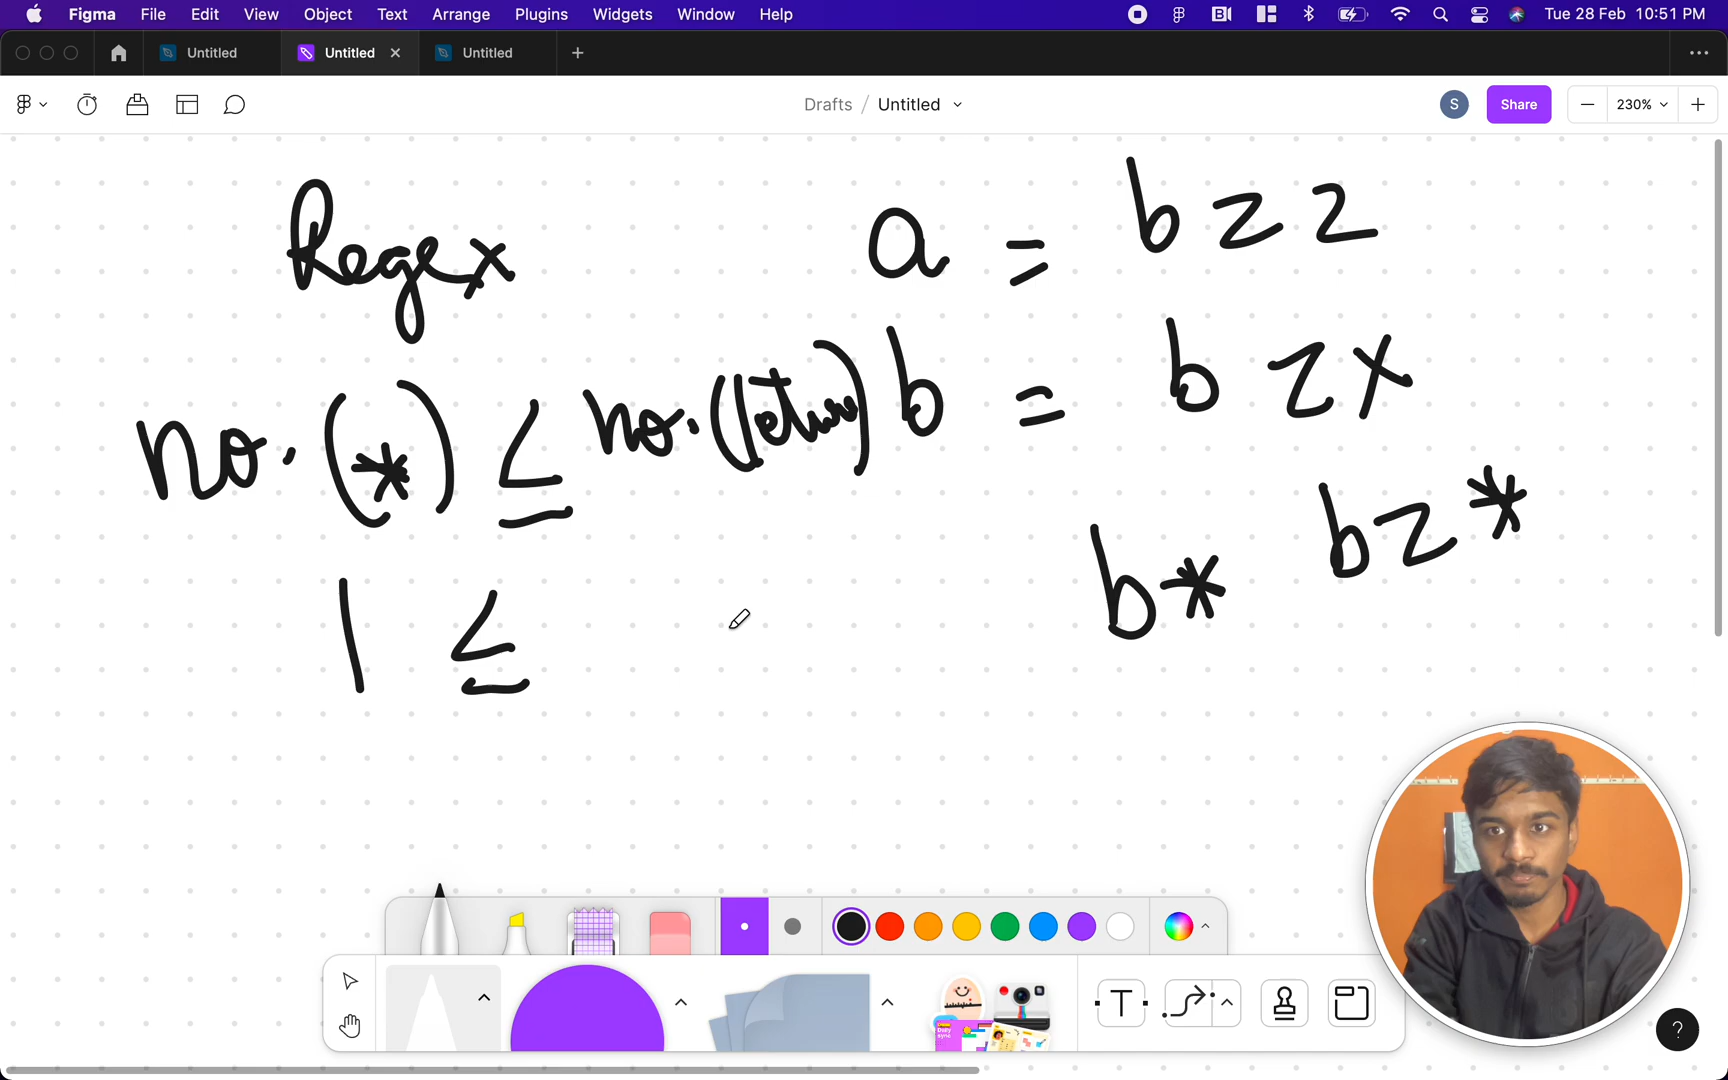 Figma File Edit View Object Text Arrange Plugins Widgets Window Help Tue 28 Feb 10:51 PM
Untitled Untitled Untitled
Drafts / Untitled S Share 230%
Regex a = bzz
no. (*) ≤ no. ( ) b = bzx
b* bz*
1 ≤
T
?